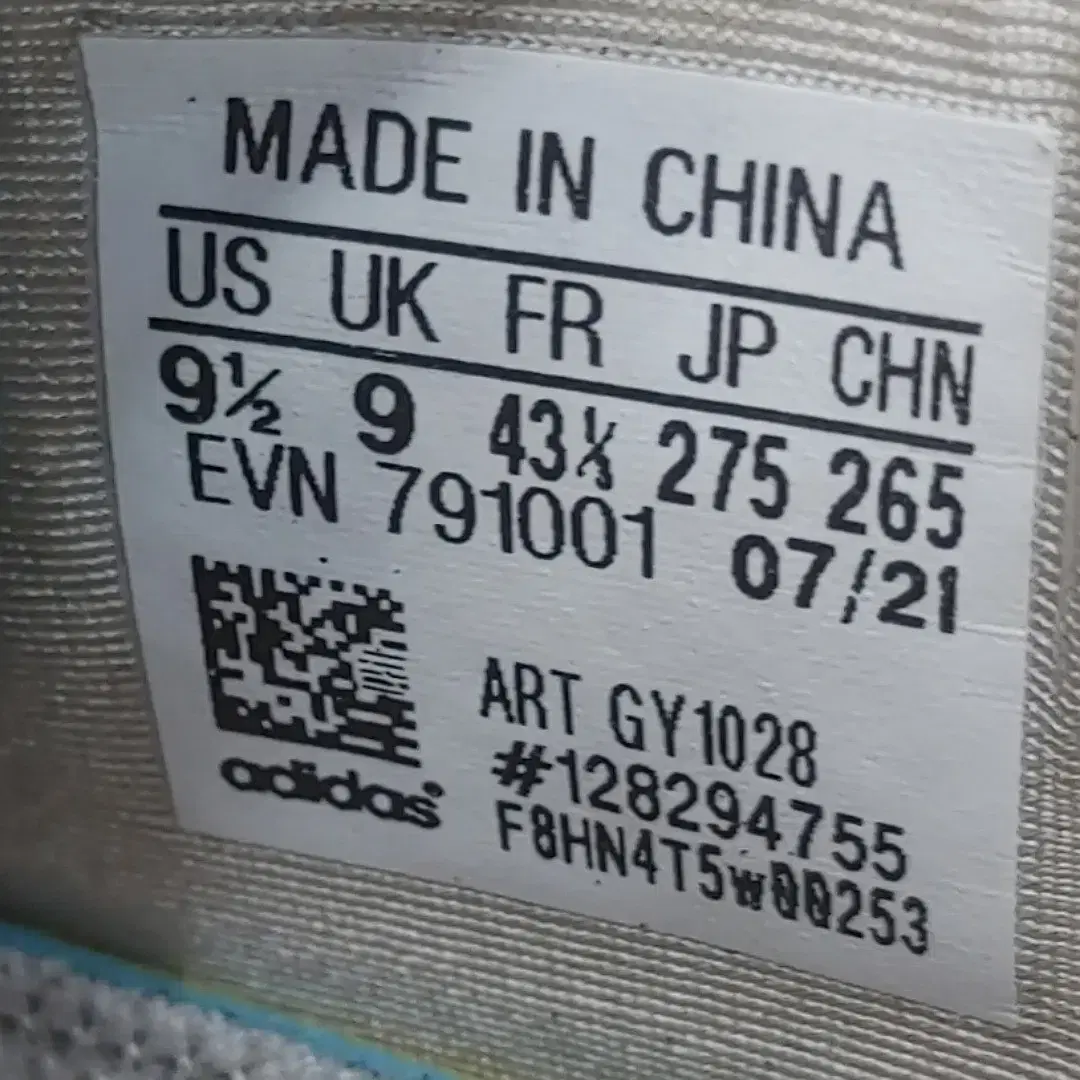 MADE IN CHINA
US UK FR JP CHN
9½ 9 43⅓ 275 265
EVN 791001 07/21
ART GY1028
#128294755
F8HN4T5W00253
adidas